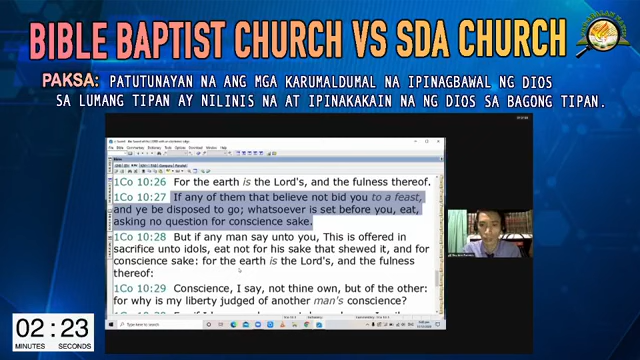 BIBLE BAPTIST CHURCH VS SDA CHURCH
PAKSA: PATUTUNAYAN NA ANG MGA KARUMALDUMAL NA IPINAGBAWAL NG DIOS
SA LUMANG TIPAN AY NILINIS NA AT IPINAKAKAIN NA NG DIOS SA BAGONG TIPAN.
1Co 10:26 For the earth is the Lord's, and the fulness thereof.
1Co 10:27 If any of them that believe not bid you to a feast,
and ye be disposed to go; whatsoever is set before you, eat,
asking no question for conscience sake.
1Co 10:28 But if any man say unto you, This is offered in
sacrifice unto idols, eat not for his sake that shewed it, and for
conscience sake: for the earth is the Lord's, and the fulness
thereof:
1Co 10:29 Conscience, I say, not thine own, but of the other:
for why is my liberty judged of another man's conscience?
Type here to search
02:23
MINUTES SECONDS